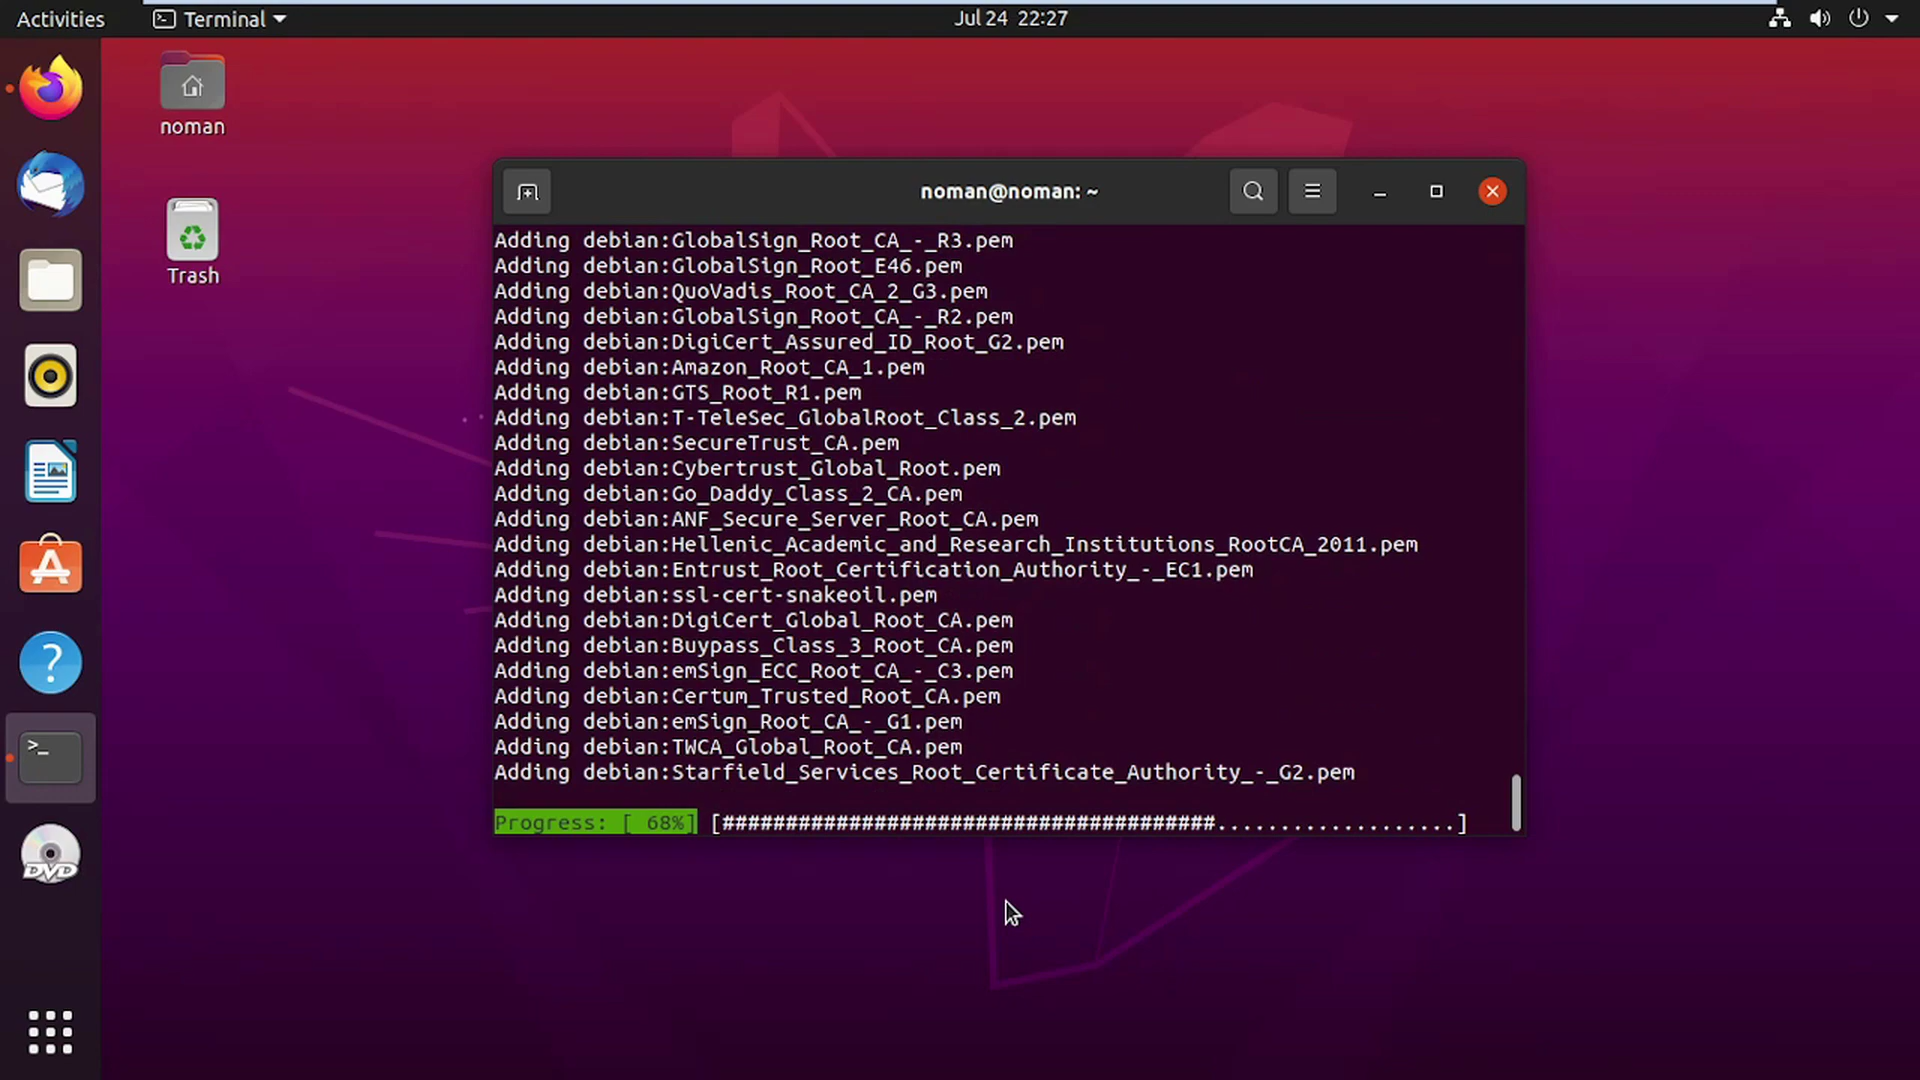 Activities
Terminal
Jul 24 22:27
noman
Trash
noman@noman: ~
Adding debian:GlobalSign_Root_CA_-_R3.pem
Adding debian:GlobalSign_Root_E46.pem
Adding debian:QuoVadis_Root_CA_2_G3.pem
Adding debian:GlobalSign_Root_CA_-_R2.pem
Adding debian:DigiCert_Assured_ID_Root_G2.pem
Adding debian:Amazon_Root_CA_1.pem
Adding debian:GTS_Root_R1.pem
Adding debian:T-TeleSec_GlobalRoot_Class_2.pem
Adding debian:SecureTrust_CA.pem
Adding debian:Cybertrust_Global_Root.pem
Adding debian:Go_Daddy_Class_2_CA.pem
Adding debian:ANF_Secure_Server_Root_CA.pem
Adding debian:Hellenic_Academic_and_Research_Institutions_RootCA_2011.pem
Adding debian:Entrust_Root_Certification_Authority_-_EC1.pem
Adding debian:ssl-cert-snakeoil.pem
Adding debian:DigiCert_Global_Root_CA.pem
Adding debian:Buypass_Class_3_Root_CA.pem
Adding debian:emSign_ECC_Root_CA_-_C3.pem
Adding debian:Certum_Trusted_Root_CA.pem
Adding debian:emSign_Root_CA_-_G1.pem
Adding debian:TWCA_Global_Root_CA.pem
Adding debian:Starfield_Services_Root_Certificate_Authority_-_G2.pem
Progress: [ 68%] [#######################################...................]
DVD